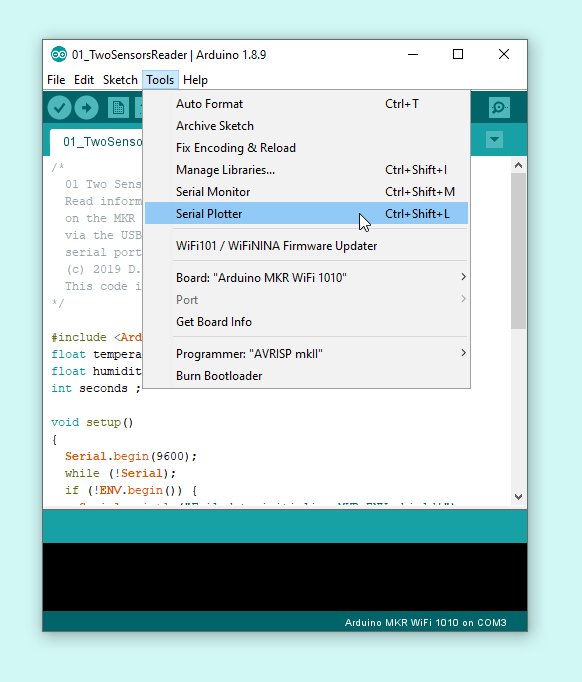 01_TwoSensorsReader | Arduino 1.8.9
File Edit Sketch Tools Help
Auto Format Ctrl+T
Archive Sketch
Fix Encoding & Reload
Manage Libraries... Ctrl+Shift+I
Serial Monitor Ctrl+Shift+M
Serial Plotter Ctrl+Shift+L
WiFi101 / WiFiNINA Firmware Updater
Board: "Arduino MKR WiFi 1010"
Port
Get Board Info
Programmer: "AVRISP mkII"
Burn Bootloader
01_TwoSenso
/*
01 Two Sens
Read inform
on the MKR
via the USB
serial port
(c) 2019 D.
This code i
*/
#include <Ard
float tempera
float humidit
int seconds ;
void setup()
{
Serial.begin(9600);
while (!Serial);
if (!ENV.begin()) {
Arduino MKR WiFi 1010 on COM3